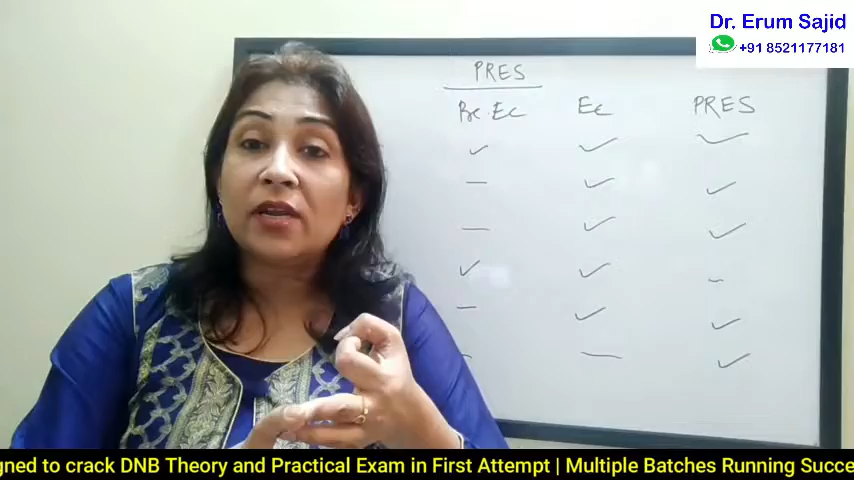 Dr. Erum Sajid
+91 8521177181
PRES
Ec
PRES
gned to crack DNB Theory and Practical Exam in First Attempt | Multiple Batches Running Succe